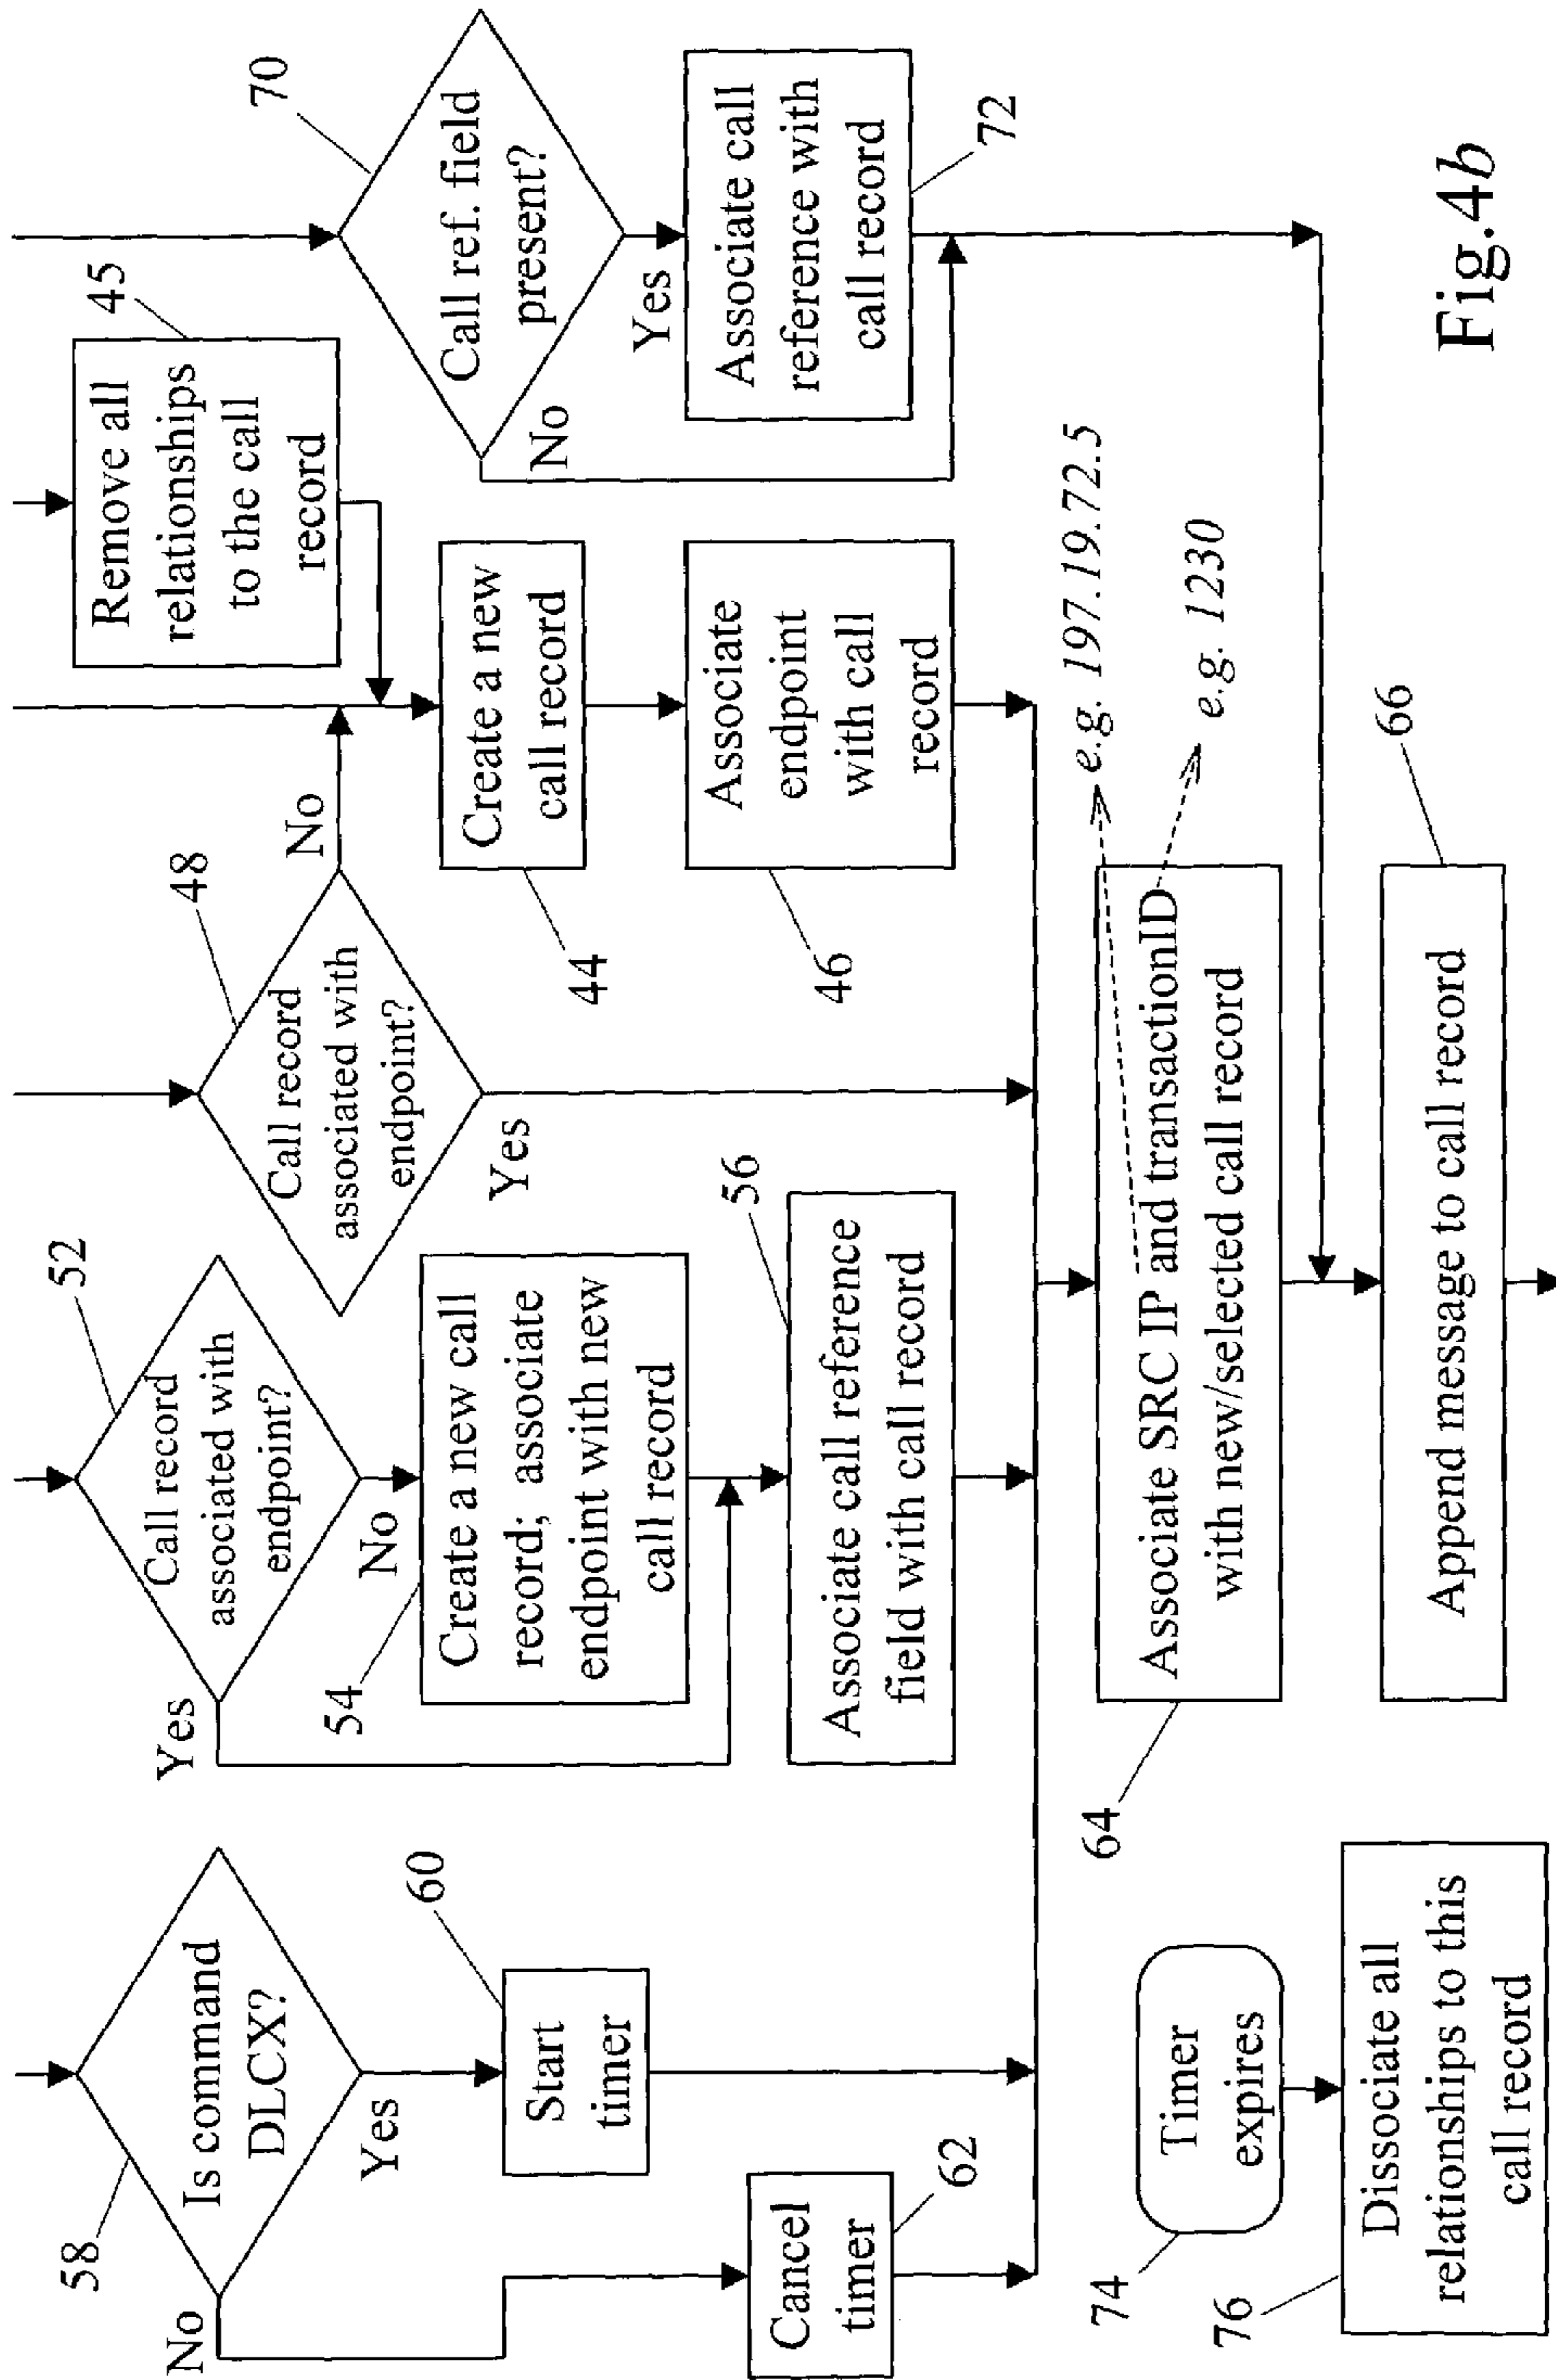 58
Is command
DLCX?
No
Yes
60
Start
timer
Cancel
timer
62
52
Call record
associated with
endpoint?
Yes
No
54
Create a new call
record; associate
endpoint with new
call record
56
Associate call reference
field with call record
48
Call record
associated with
endpoint?
No
Yes
45
Remove all
relationships
to the call
record
Create a new
call record
44
Associate
endpoint
with call
record
46
70
Call ref. field
present?
No
Yes
Associate call
reference with
call record
72
e.g. 197.19.72.5
e.g. 1230
64
Associate SRC IP and transactionID
with new/selected call record
66
Append message to call record
74
Timer
expires
76
Dissociate all
relationships to this
call record
Fig.4b